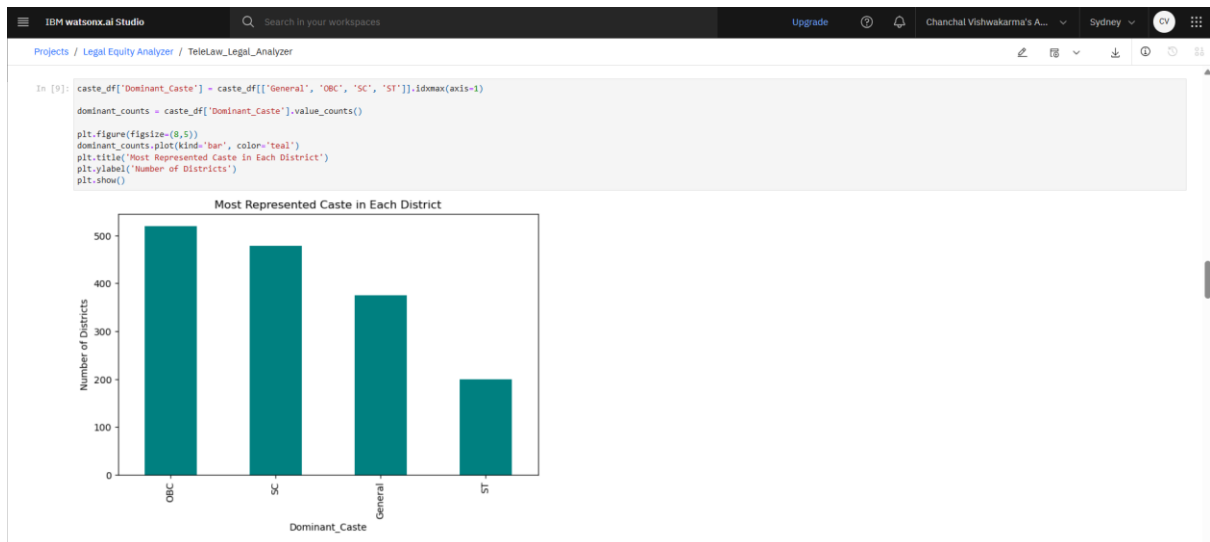 IBM watsonx.ai Studio
Search in your workspaces
Upgrade
Chanchal Vishwakarma's A...
Sydney
CV
Projects / Legal Equity Analyzer / TeleLaw_Legal_Analyzer
In [9]: caste_df['Dominant_Caste'] = caste_df[['General', 'OBC', 'SC', 'ST']].idxmax(axis=1)
dominant_counts = caste_df['Dominant_Caste'].value_counts()
plt.figure(figsize=(8,5))
dominant_counts.plot(kind='bar', color='teal')
plt.title('Most Represented Caste in Each District')
plt.ylabel('Number of Districts')
plt.show()
Most Represented Caste in Each District
Number of Districts
500
400
300
200
100
0
OBC
SC
General
ST
Dominant_Caste